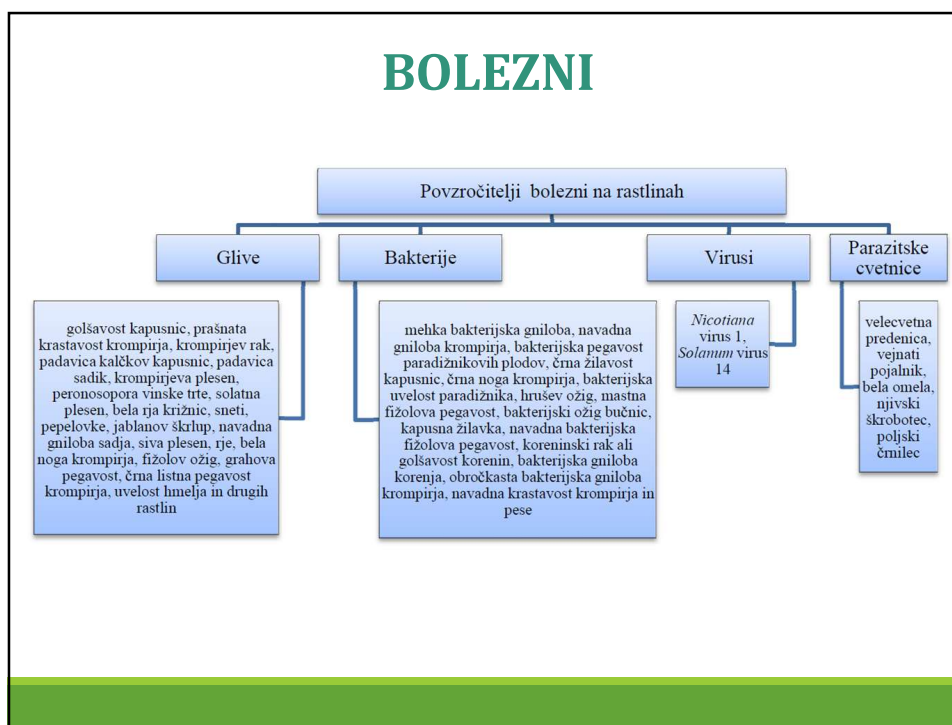 BOLEZNI
Povzročitelji bolezni na rastlinah
Glive
Bakterije
Virusi
Parazitske
cvetnice
golšavost kapusnic, prašnata
krastavost krompirja, krompirjev rak,
padavica kalčkov kapusnic, padavica
sadik, krompirjeva plesen,
peronosopora vinske trte, solatna
plesen, bela rja križnic, sneti,
pepelovke, jablanov škrlup, navadna
gniloba sadja, siva plesen, rje, bela
noga krompirja, fižolov ožig, grahova
pegavost, črna listna pegavost
krompirja, uvelost hmelja in drugih
rastlin
mehka bakterijska gniloba, navadna
gniloba krompirja, bakterijska pegavost
paradižnikovih plodov, črna žilavost
kapusnic, črna noga krompirja, bakterijska
uvelost paradižnika, hrušev ožig, mastna
fižolova pegavost, bakterijski ožig bučnic,
kapusna žilavka, navadna bakterijska
fižolova pegavost, koreninski rak ali
golšavost korenin, bakterijska gniloba
korenja, obročkasta bakterijska gniloba
krompirja, navadna krastavost krompirja in
pese
Nicotiana
virus 1,
Solanum virus
14
velecvetna
predenica,
vejnati
pojalnik,
bela omela,
njivski
škrobotec,
poljski
črnilec